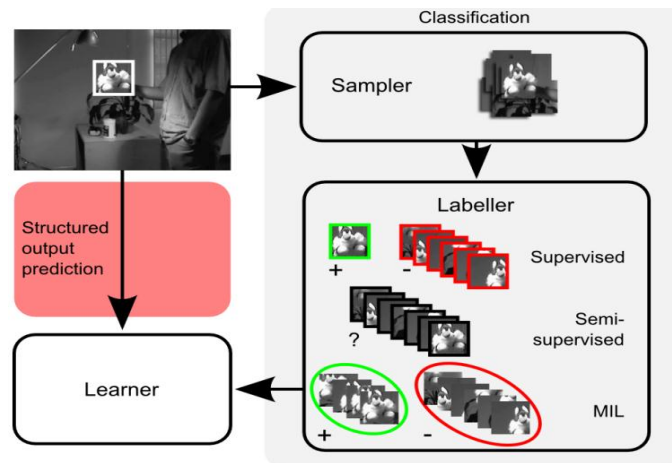 Classification
Sampler
Structured
output
prediction
Labeller
+
-
Supervised
?
Semi-
supervised
Learner
+
-
MIL